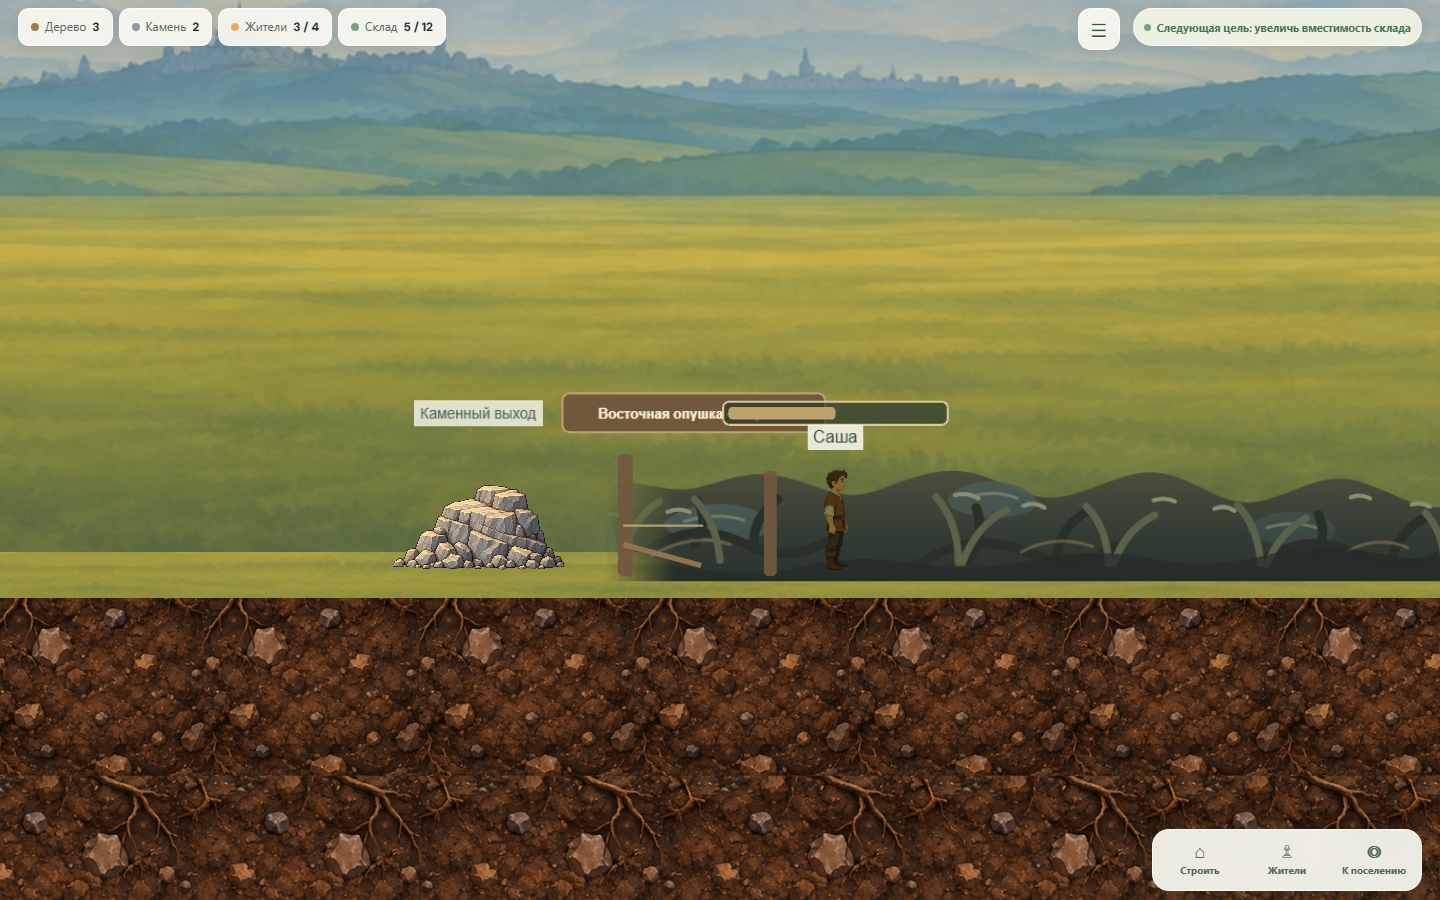 Дерево 3
Камень 2
Жители 3 / 4
Склад 5 / 12
Следующая цель: увеличь вместимость склада
Каменный выход
Восточная опушка
Саша
Строить
Жители
К поселению